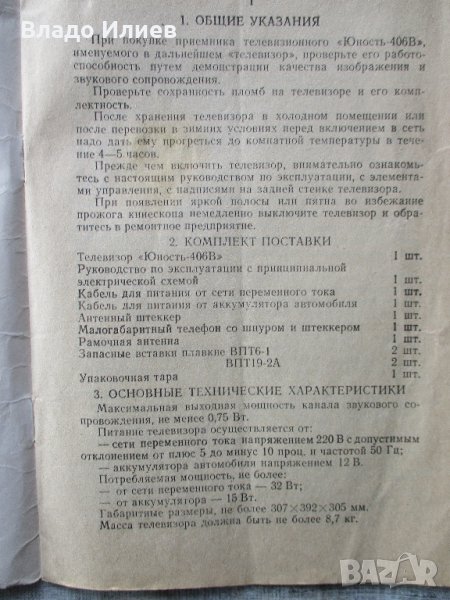 Владо Илиев
1
1. ОБЩИЕ УКАЗАНИЯ
При покупке приемника телевизионного «Юность-406В»,
именуемого в дальнейшем «телевизор», проверьте его работо-
способность путем демонстрации качества изображения и
звукового сопровождения.
Проверьте сохранность пломб на телевизоре и его комп-
лектность.
После хранения телевизора в холодном помещении или
после перевозки в зимних условиях перед включением в сеть
надо дать ему прогреться до комнатной температуры в тече-
ние 4—5 часов.
Прежде чем включить телевизор, внимательно ознакомь-
тесь с настоящим руководством по эксплуатации, с элемента-
ми управления, с надписями на задней стенке телевизора.
При появлении яркой полосы или пятна во избежание
прожога кинескопа немедленно выключите телевизор и обра-
титесь в ремонтное предприятие.
2. КОМПЛЕКТ ПОСТАВКИ
Телевизор «Юность-406В» 1 шт.
Руководство по эксплуатации с принципиальной
электрической схемой 1 шт.
Кабель для питания от сети переменного тока 1 шт.
Кабель для питания от аккумулятора автомобиля 1 шт.
Антенный штеккер 1 шт.
Малогабаритный телефон со шнуром и штеккером 1 шт.
Рамочная антенна 1 шт.
Запасные вставки плавкие ВПТ6-1 2 шт.
ВПТ19-2А 2 шт.
Упаковочная тара 1 шт.
3. ОСНОВНЫЕ ТЕХНИЧЕСКИЕ ХАРАКТЕРИСТИКИ
Максимальная выходная мощность канала звукового со-
провождения, не менее 0,75 Вт.
Питание телевизора осуществляется от:
— сети переменного тока напряжением 220 В с допустимым
отклонением от плюс 5 до минус 10 проц. и частотой 50 Гц;
— аккумулятора автомобиля напряжением 12 В.
Потребляемая мощность, не более:
— от сети переменного тока — 32 Вт;
— от аккумулятора — 15 Вт.
Габаритные размеры, не более 307×392×305 мм.
Масса телевизора должна быть не более 8,7 кг.
BAZAR.bg